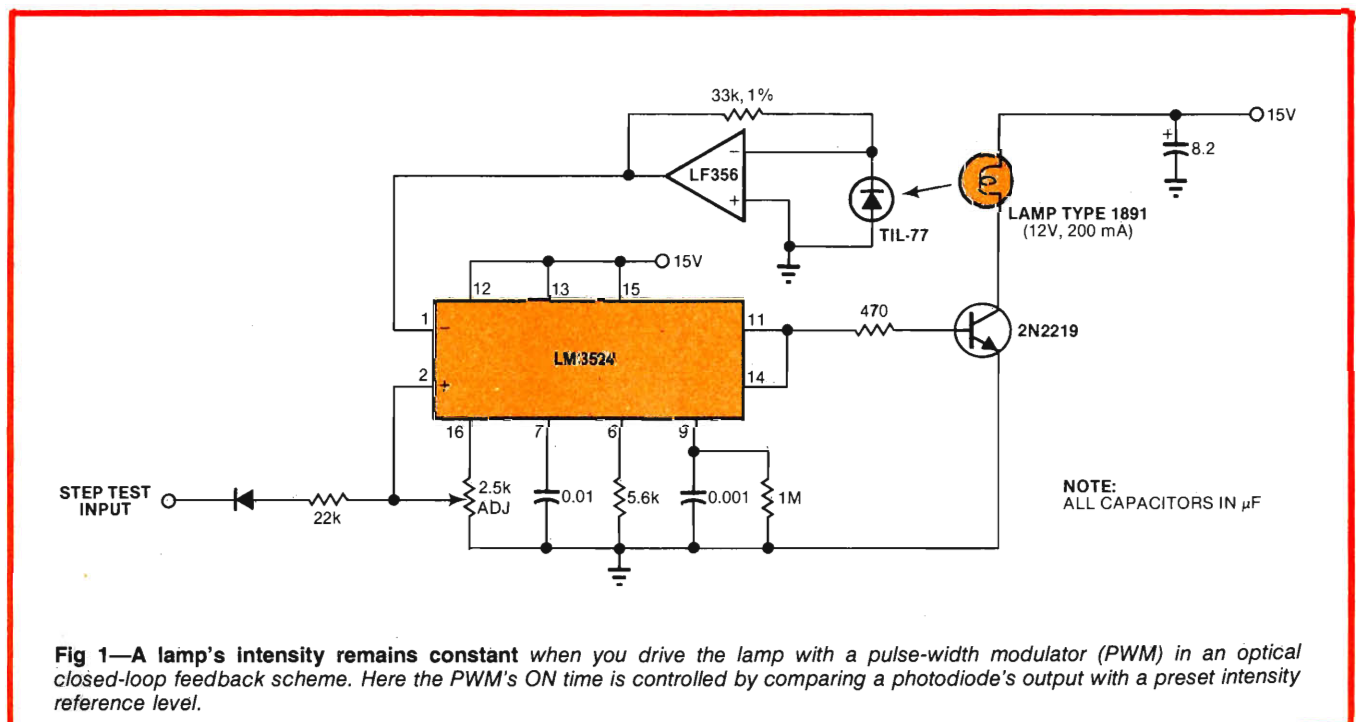 33k, 1%
15V
+
8.2
LF356
−
+
TIL-77
LAMP TYPE 1891
(12V, 200 mA)
15V
12 13 15
1 − 11
LM3524
2 + 14
16 7 6 9
470
2N2219
STEP TEST
INPUT
22k
2.5k
ADJ
0.01
5.6k
0.001
1M
NOTE:
ALL CAPACITORS IN µF
Fig 1—A lamp's intensity remains constant when you drive the lamp with a pulse-width modulator (PWM) in an optical
closed-loop feedback scheme. Here the PWM's ON time is controlled by comparing a photodiode's output with a preset intensity
reference level.